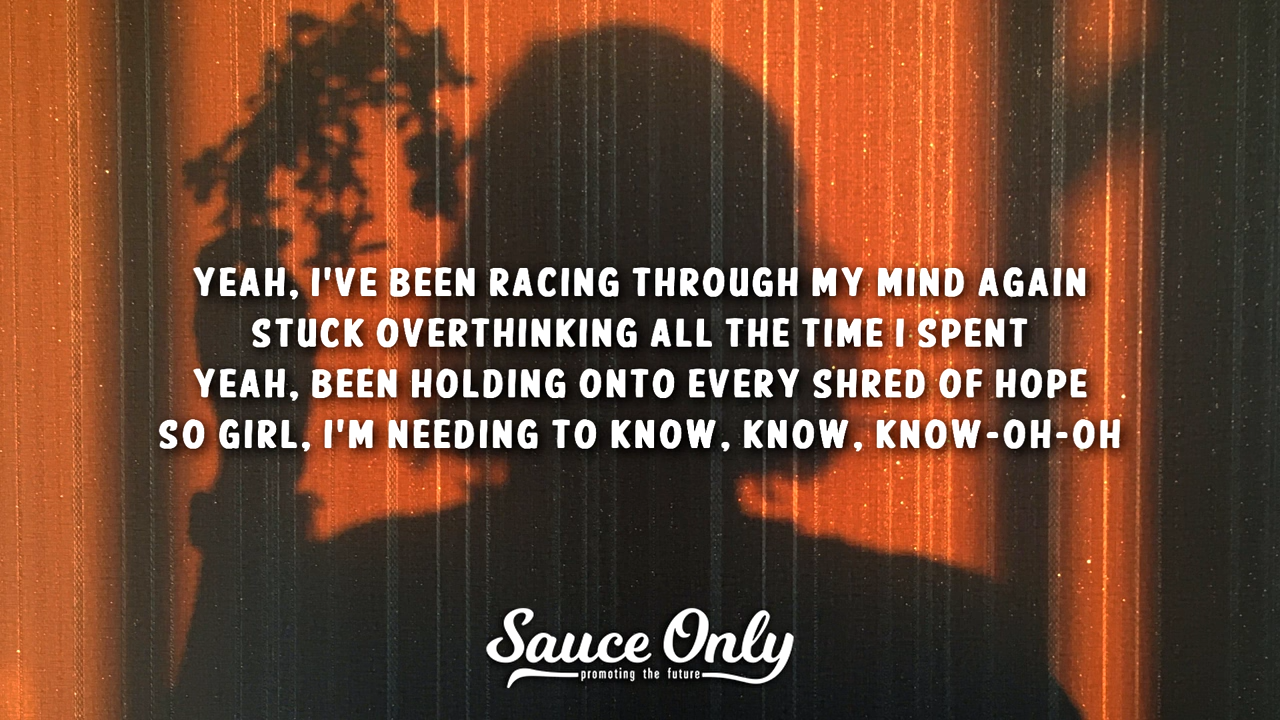 YEAH, I'VE BEEN RACING THROUGH MY MIND AGAIN
STUCK OVERTHINKING ALL THE TIME I SPENT
YEAH, BEEN HOLDING ONTO EVERY SHRED OF HOPE
SO GIRL, I'M NEEDING TO KNOW, KNOW, KNOW-OH-OH
Sauce Only
promoting the future